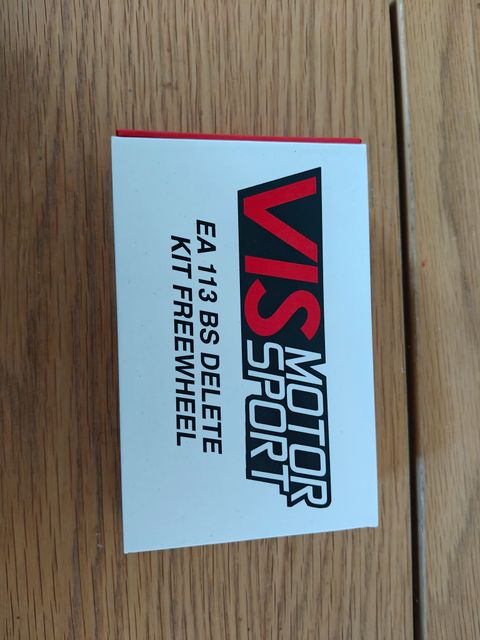 VIS MOTOR
SPORT
EA 113 BS DELETE
KIT FREEWHEEL